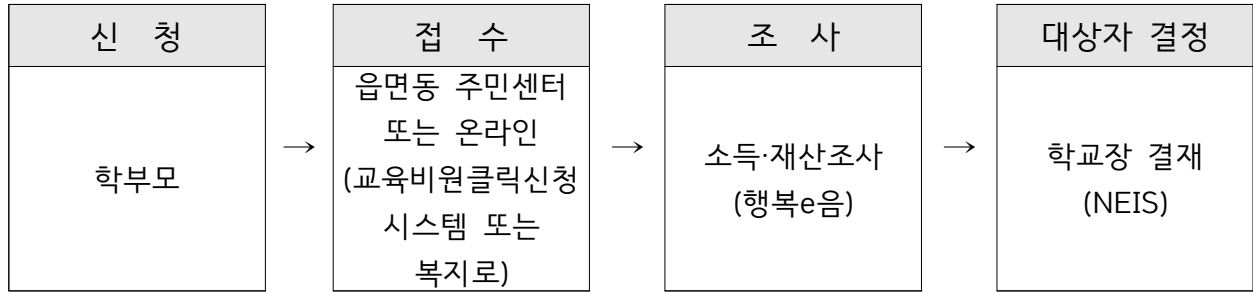 신 청
접 수
조 사
대상자 결정
학부모
→
읍면동 주민센터
또는 온라인
(교육비원클릭신청
시스템 또는
복지로)
→
소득·재산조사
(행복e음)
→
학교장 결재
(NEIS)